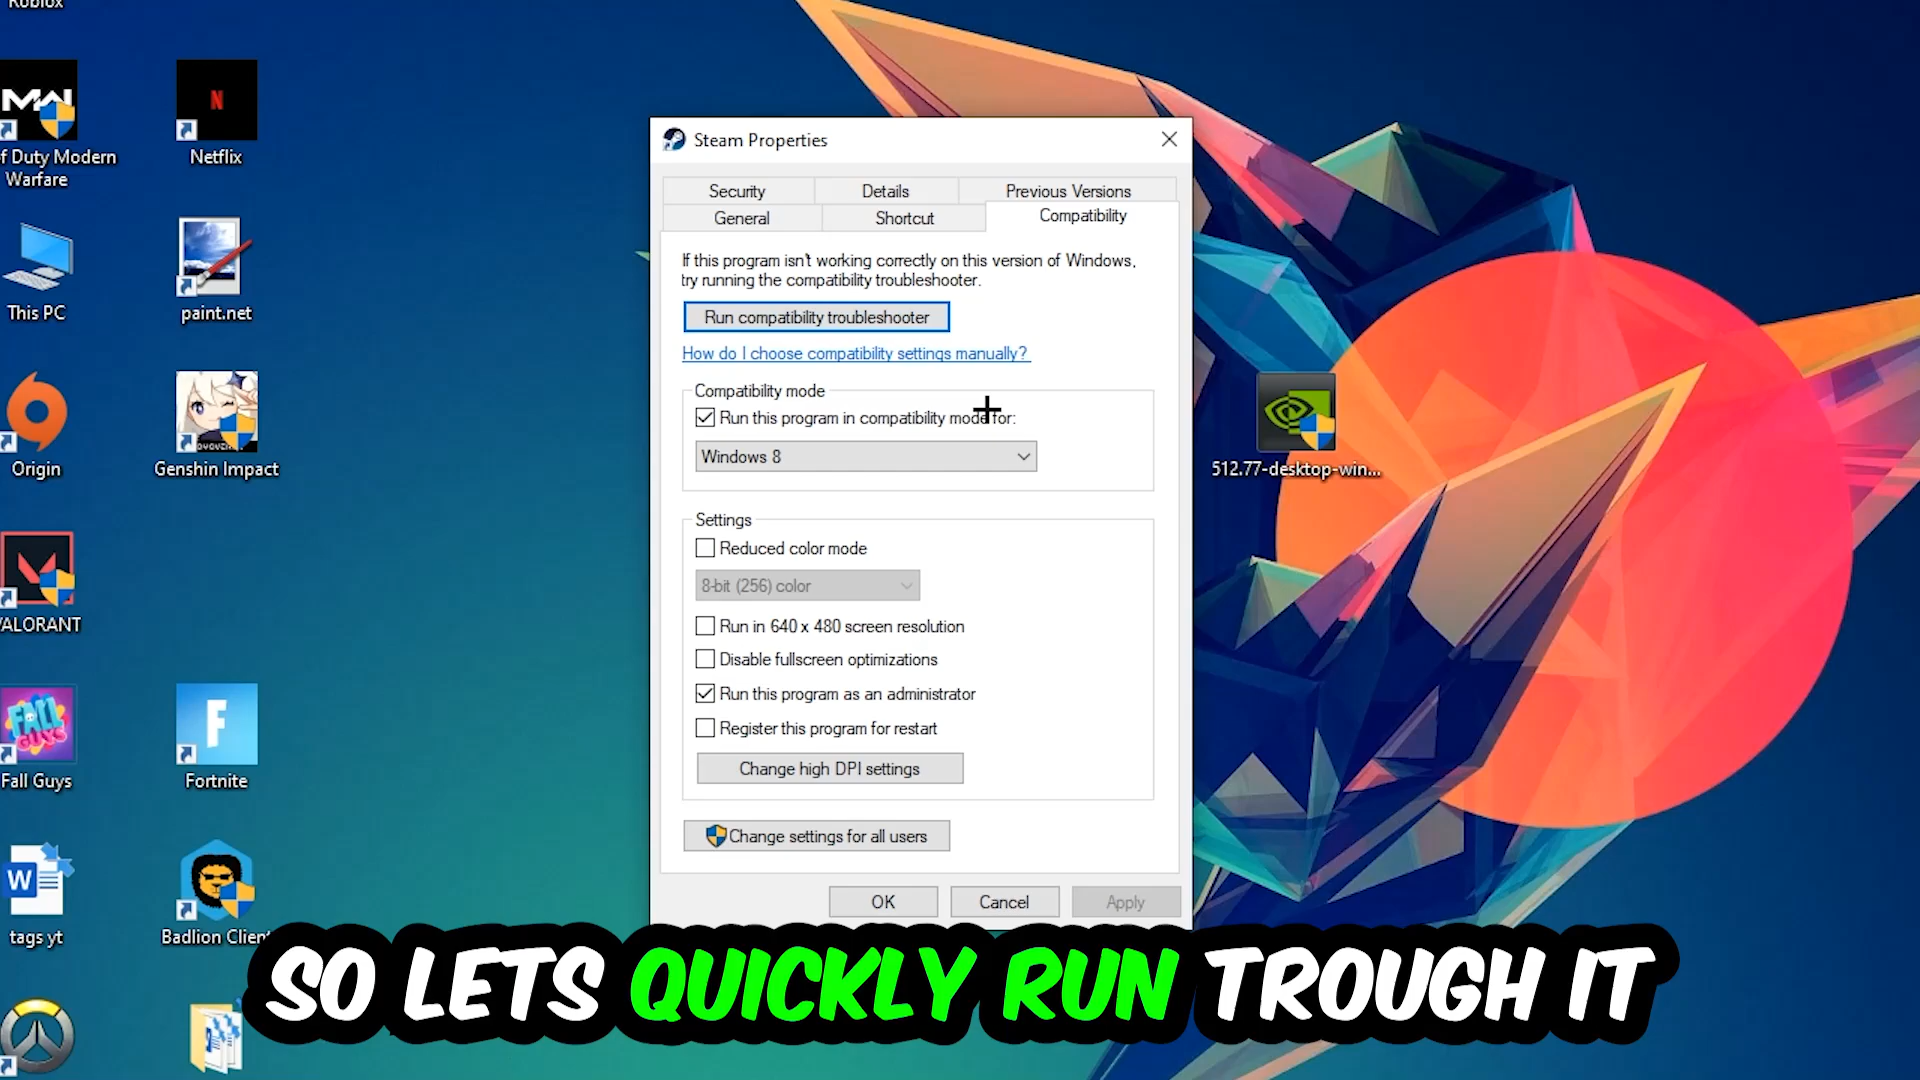 Roblox
MW
f Duty Modern
Warfare
N
Netflix
This PC
paint.net
Origin
Genshin Impact
VALORANT
FALL
GUYS
Fall Guys
F
Fortnite
W
tags yt
Badlion Client
Steam Properties
Security
Details
Previous Versions
General
Shortcut
Compatibility
If this program isn't working correctly on this version of Windows,
try running the compatibility troubleshooter.
Run compatibility troubleshooter
How do I choose compatibility settings manually?
Compatibility mode
Run this program in compatibility mode for:
Windows 8
Settings
Reduced color mode
8-bit (256) color
Run in 640 x 480 screen resolution
Disable fullscreen optimizations
Run this program as an administrator
Register this program for restart
Change high DPI settings
Change settings for all users
OK
Cancel
Apply
512.77-desktop-win...
SO LETS QUICKLY RUN TROUGH IT